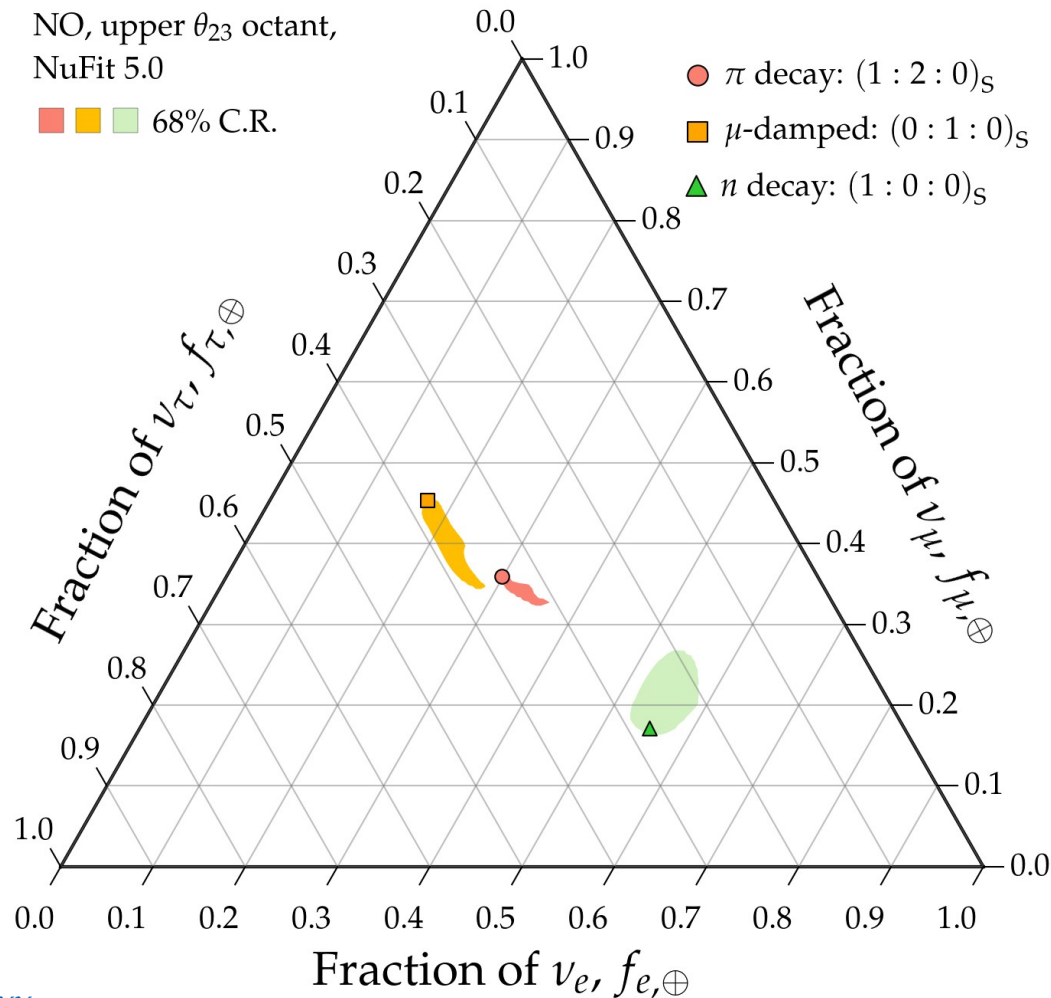 NO, upper θ₂₃ octant,
NuFit 5.0
68% C.R.
π decay: (1 : 2 : 0)ₛ
μ-damped: (0 : 1 : 0)ₛ
n decay: (1 : 0 : 0)ₛ
Fraction of ντ, fτ,⊕
0.0
0.1
0.2
0.3
0.4
0.5
0.6
0.7
0.8
0.9
1.0
Fraction of νμ, fμ,⊕
1.0
0.9
0.8
0.7
0.6
0.5
0.4
0.3
0.2
0.1
0.0
0.0 0.1 0.2 0.3 0.4 0.5 0.6 0.7 0.8 0.9 1.0
Fraction of νₑ, fₑ,⊕